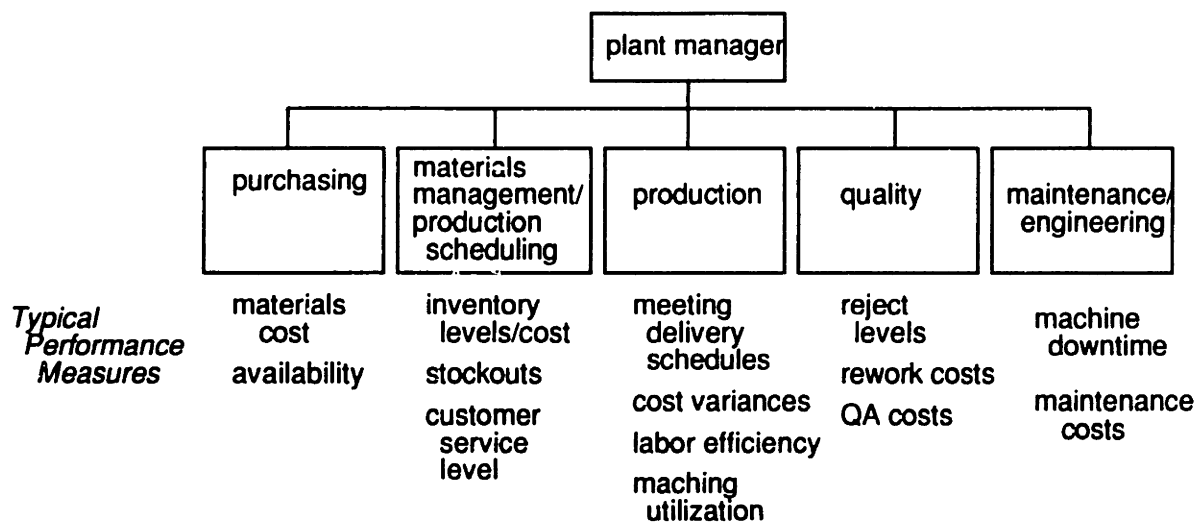 plant manager
purchasing
materials
management/
production
scheduling
production
quality
maintenance/
engineering
Typical
Performance
Measures
materials
cost
availability
inventory
levels/cost
stockouts
customer
service
level
meeting
delivery
schedules
cost variances
labor efficiency
maching
utilization
reject
levels
rework costs
QA costs
machine
downtime
maintenance
costs